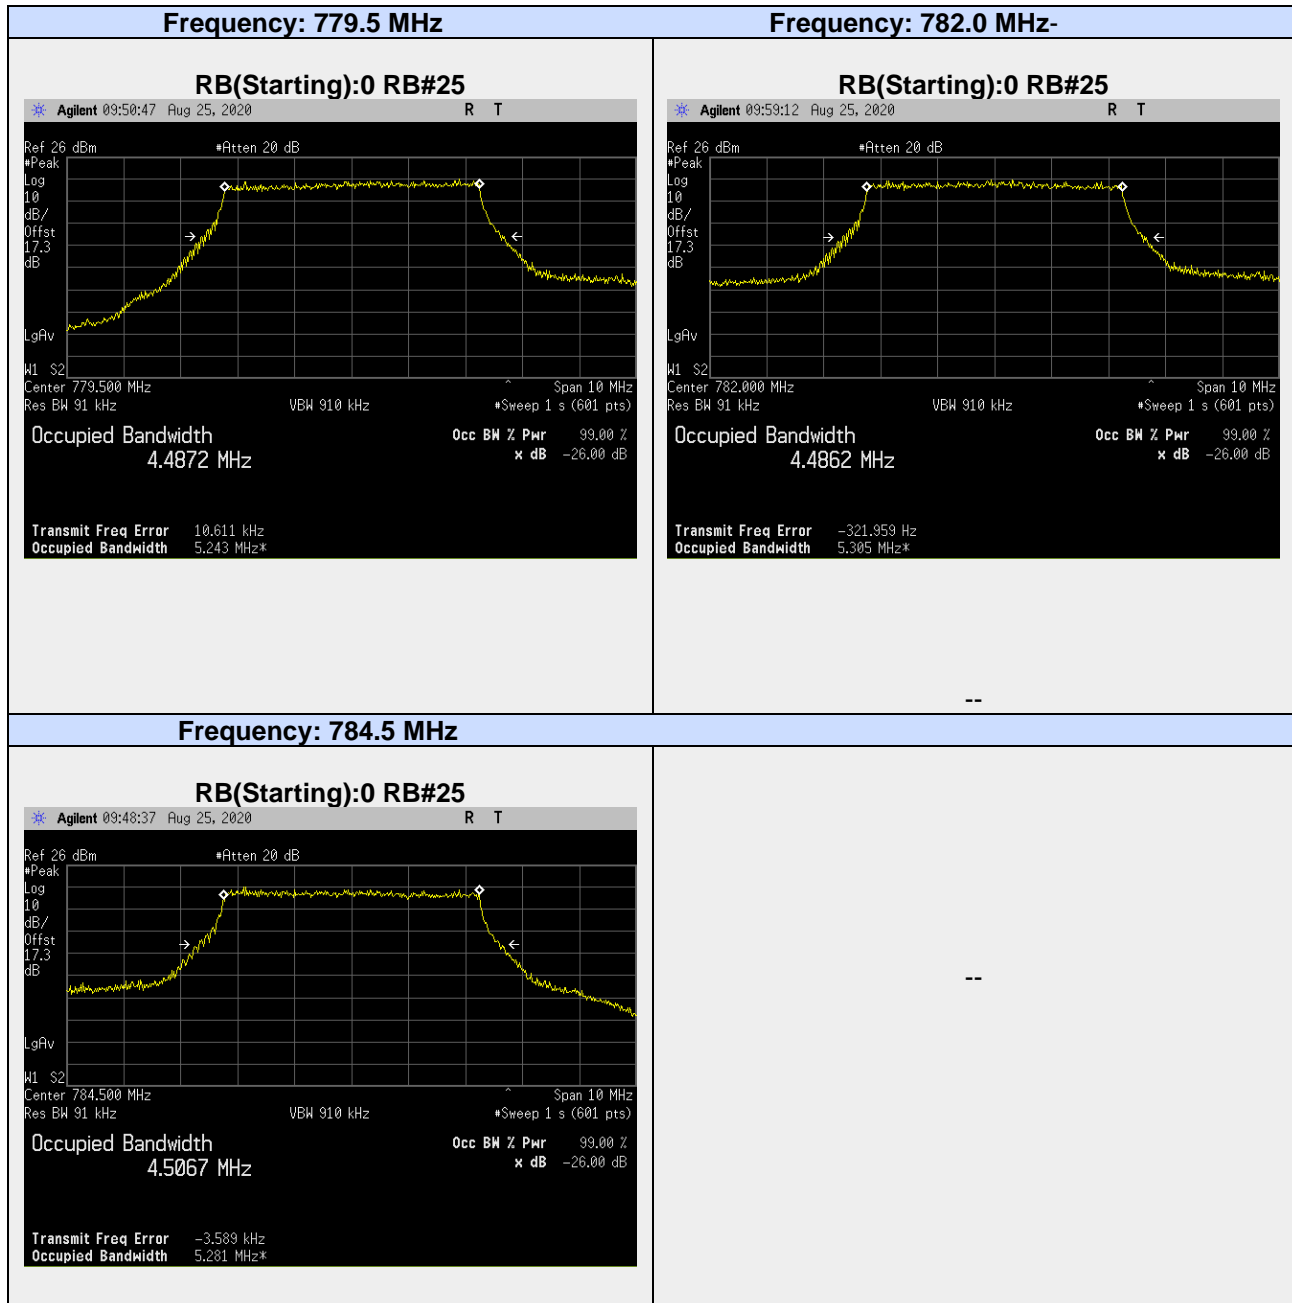 Frequency: 779.5 MHz
RB(Starting):0 RB#25
Agilent 09:50:47 Aug 25, 2020 R T
Ref 26 dBm #Atten 20 dB
#Peak
Log
10
dB/
Offst
17.3
dB
LgAv
W1 S2
Center 779.500 MHz Span 10 MHz
Res BW 91 kHz VBW 910 kHz #Sweep 1 s (601 pts)
Occupied Bandwidth Occ BW % Pwr 99.00 %
4.4872 MHz x dB -26.00 dB
Transmit Freq Error 10.611 kHz
Occupied Bandwidth 5.243 MHz*
Frequency: 782.0 MHz-
RB(Starting):0 RB#25
Agilent 09:59:12 Aug 25, 2020 R T
Ref 26 dBm #Atten 20 dB
#Peak
Log
10
dB/
Offst
17.3
dB
LgAv
W1 S2
Center 782.000 MHz Span 10 MHz
Res BW 91 kHz VBW 910 kHz #Sweep 1 s (601 pts)
Occupied Bandwidth Occ BW % Pwr 99.00 %
4.4862 MHz x dB -26.00 dB
Transmit Freq Error -321.959 Hz
Occupied Bandwidth 5.305 MHz*
--
Frequency: 784.5 MHz
RB(Starting):0 RB#25
Agilent 09:48:37 Aug 25, 2020 R T
Ref 26 dBm #Atten 20 dB
#Peak
Log
10
dB/
Offst
17.3
dB
LgAv
W1 S2
Center 784.500 MHz Span 10 MHz
Res BW 91 kHz VBW 910 kHz #Sweep 1 s (601 pts)
Occupied Bandwidth Occ BW % Pwr 99.00 %
4.5067 MHz x dB -26.00 dB
Transmit Freq Error -3.589 kHz
Occupied Bandwidth 5.281 MHz*
--